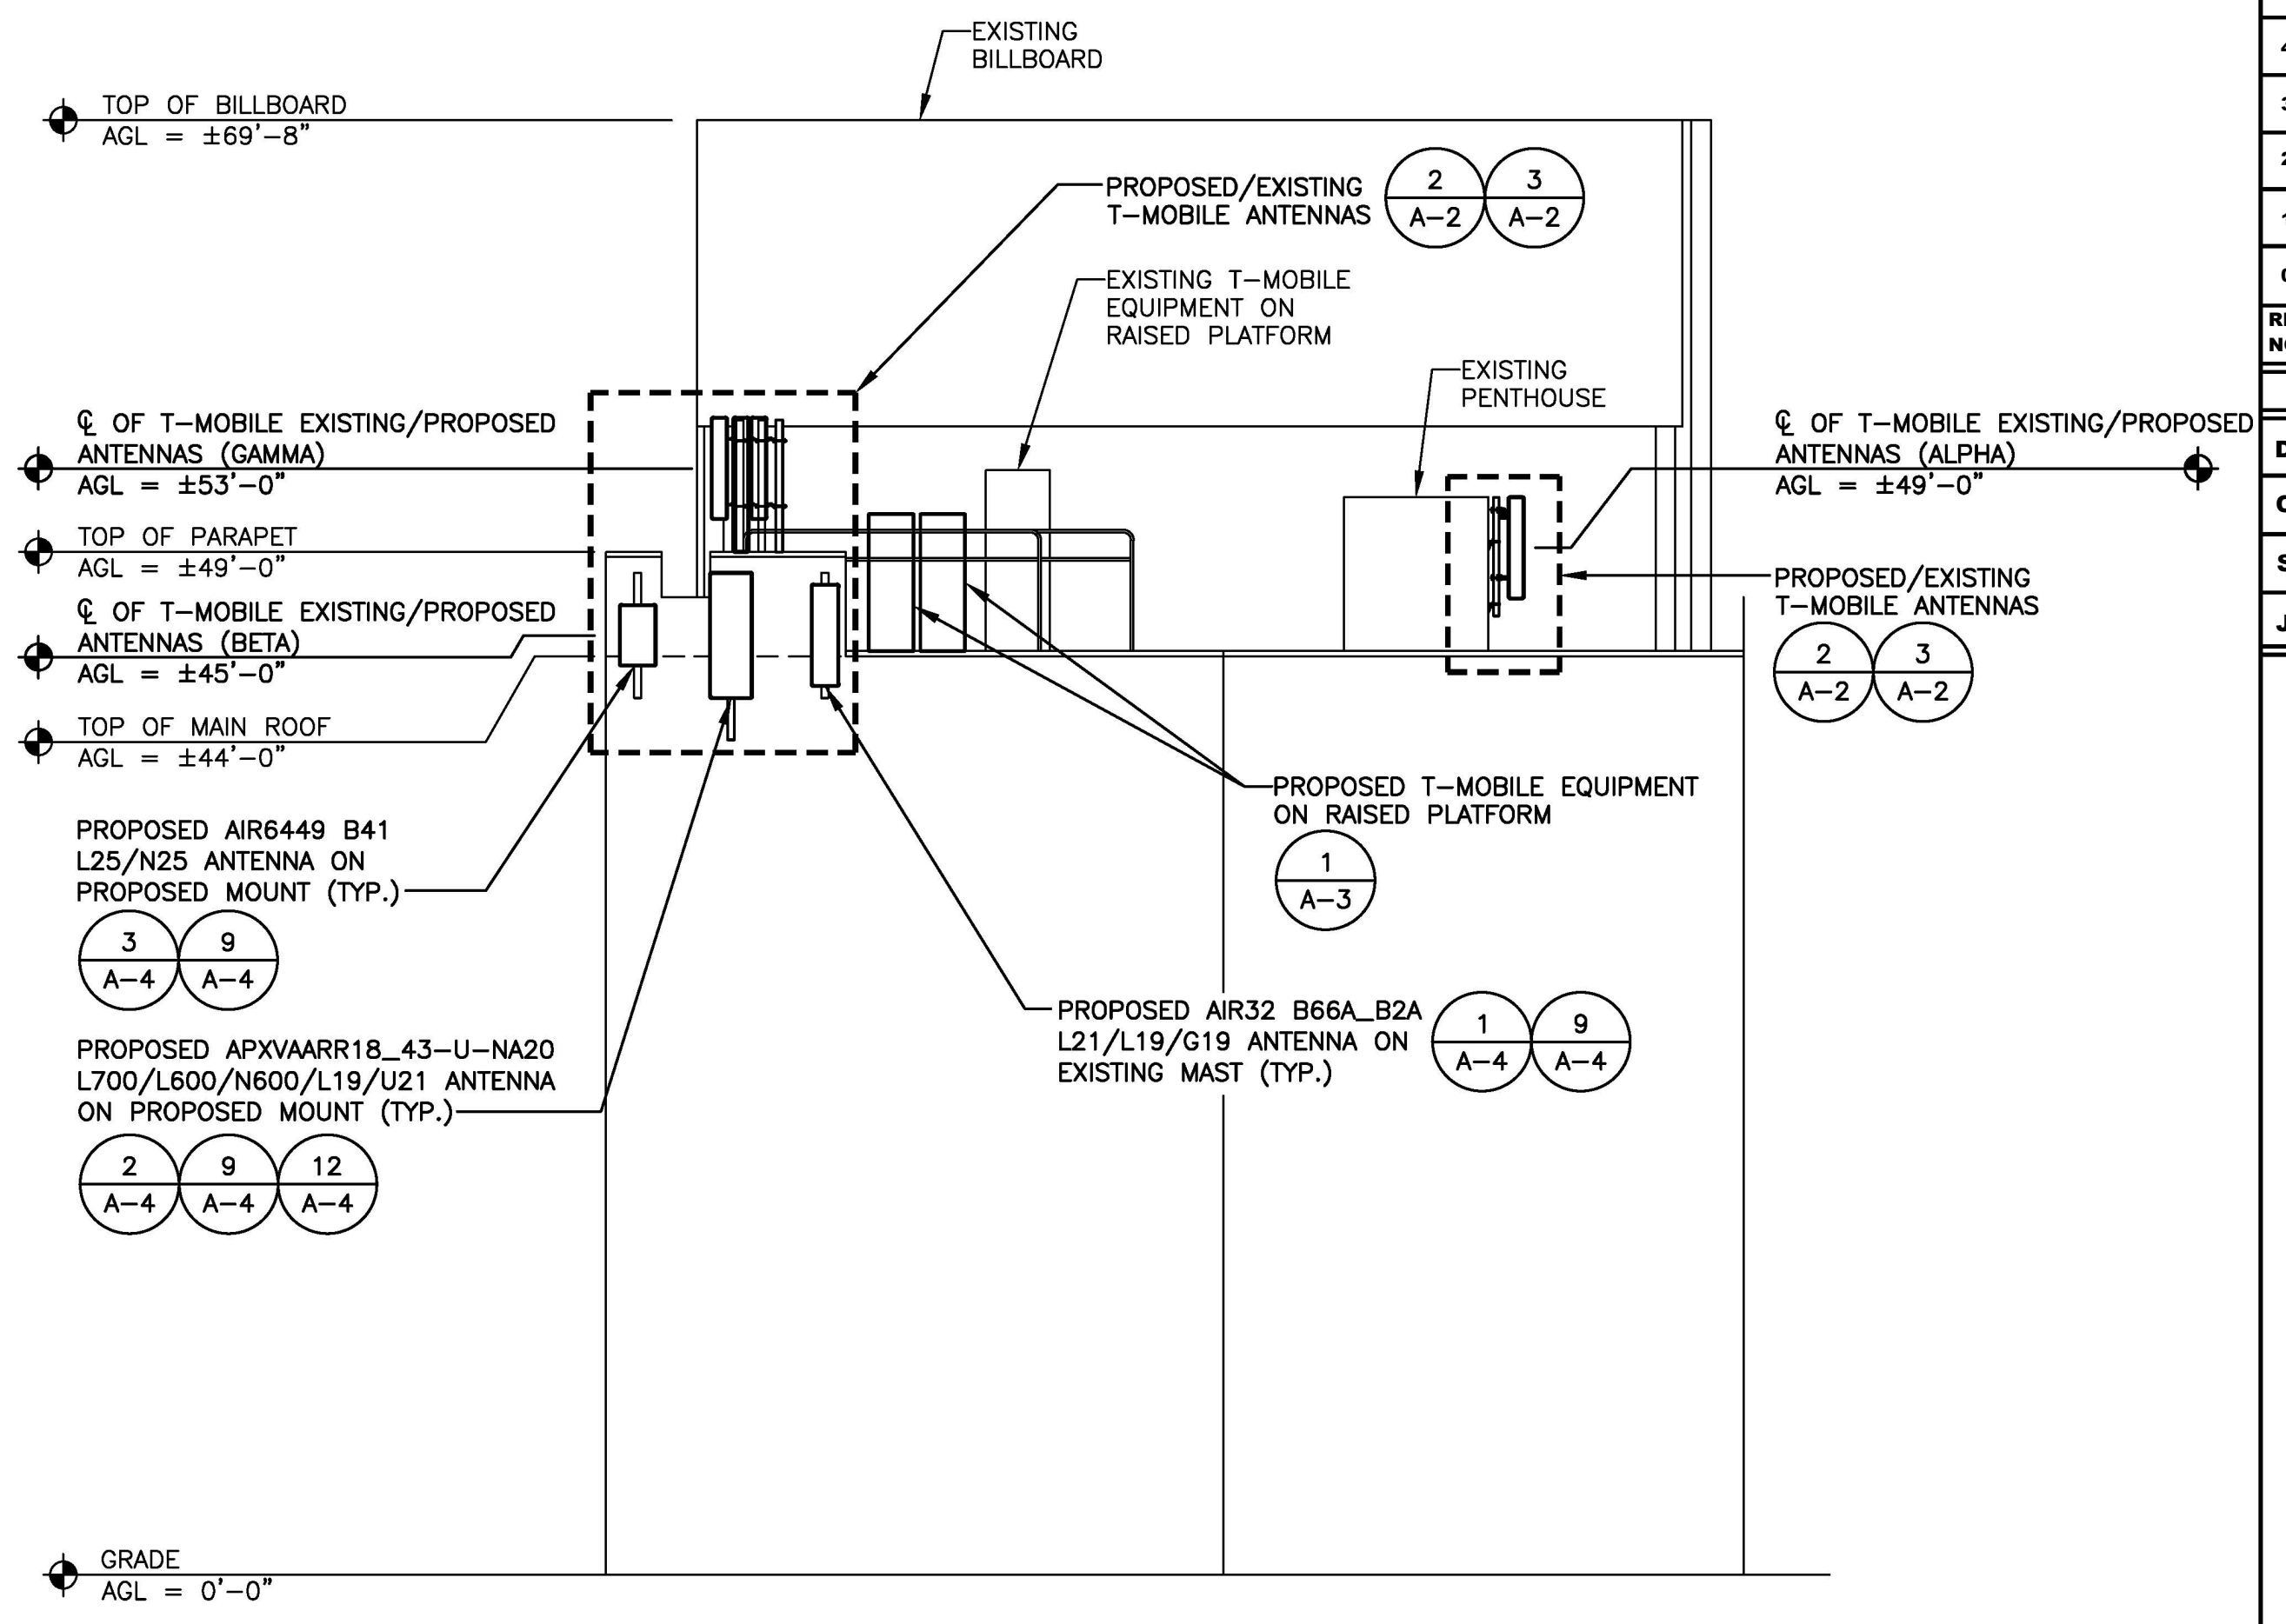 EXISTING
BILLBOARD
TOP OF BILLBOARD
AGL = ±69'-8"
PROPOSED/EXISTING
T-MOBILE ANTENNAS
2
A-2
3
A-2
EXISTING T-MOBILE
EQUIPMENT ON
RAISED PLATFORM
EXISTING
PENTHOUSE
℄ OF T-MOBILE EXISTING/PROPOSED
ANTENNAS (GAMMA)
AGL = ±53'-0"
℄ OF T-MOBILE EXISTING/PROPOSED
ANTENNAS (ALPHA)
AGL = ±49'-0"
TOP OF PARAPET
AGL = ±49'-0"
PROPOSED/EXISTING
T-MOBILE ANTENNAS
2
A-2
3
A-2
℄ OF T-MOBILE EXISTING/PROPOSED
ANTENNAS (BETA)
AGL = ±45'-0"
TOP OF MAIN ROOF
AGL = ±44'-0"
PROPOSED T-MOBILE EQUIPMENT
ON RAISED PLATFORM
1
A-3
PROPOSED AIR6449 B41
L25/N25 ANTENNA ON
PROPOSED MOUNT (TYP.)
3
A-4
9
A-4
PROPOSED AIR32 B66A_B2A
L21/L19/G19 ANTENNA ON
EXISTING MAST (TYP.)
1
A-4
9
A-4
PROPOSED APXVAARR18_43-U-NA20
L700/L600/N600/L19/U21 ANTENNA
ON PROPOSED MOUNT (TYP.)
2
A-4
9
A-4
12
A-4
GRADE
AGL = 0'-0"